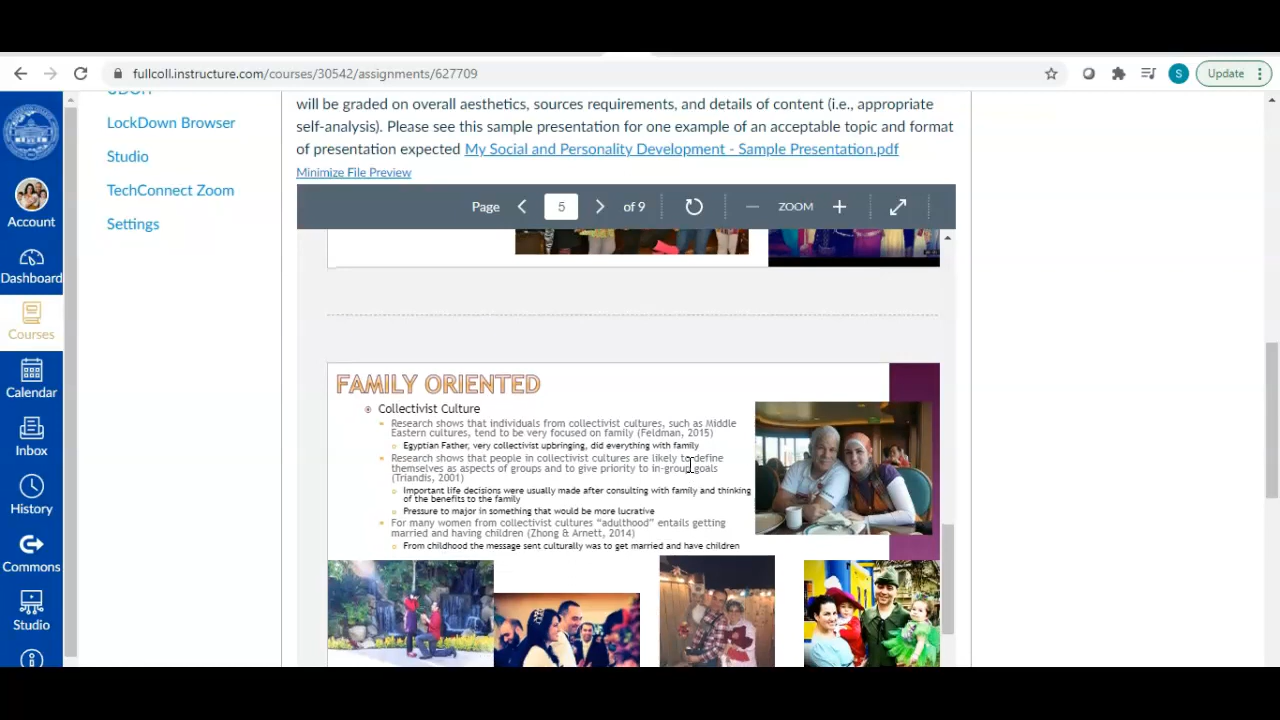 fullcoll.instructure.com/courses/30542/assignments/627709
S
Update
will be graded on overall aesthetics, sources requirements, and details of content (i.e., appropriate
LockDown Browser
self-analysis). Please see this sample presentation for one example of an acceptable topic and format
of presentation expected My Social and Personality Development - Sample Presentation.pdf
Studio
Minimize File Preview
TechConnect Zoom
Settings
Page 5 of 9 ZOOM
Account
Dashboard
Courses
Calendar
Inbox
History
Commons
Studio
FAMILY ORIENTED
Collectivist Culture
Research shows that individuals from collectivist cultures, such as Middle
Eastern cultures, tend to be very focused on family (Feldman, 2015)
Egyptian Father, very collectivist upbringing, did everything with family
Research shows that people in collectivist cultures are likely to define
themselves as aspects of groups and to give priority to in-group goals
(Triandis, 2001)
Important life decisions were usually made after consulting with family and thinking
of the benefits to the family
Pressure to major in something that would be more lucrative
For many women from collectivist cultures “adulthood” entails getting
married and having children (Zhong & Arnett, 2014)
From childhood the message sent culturally was to get married and have children